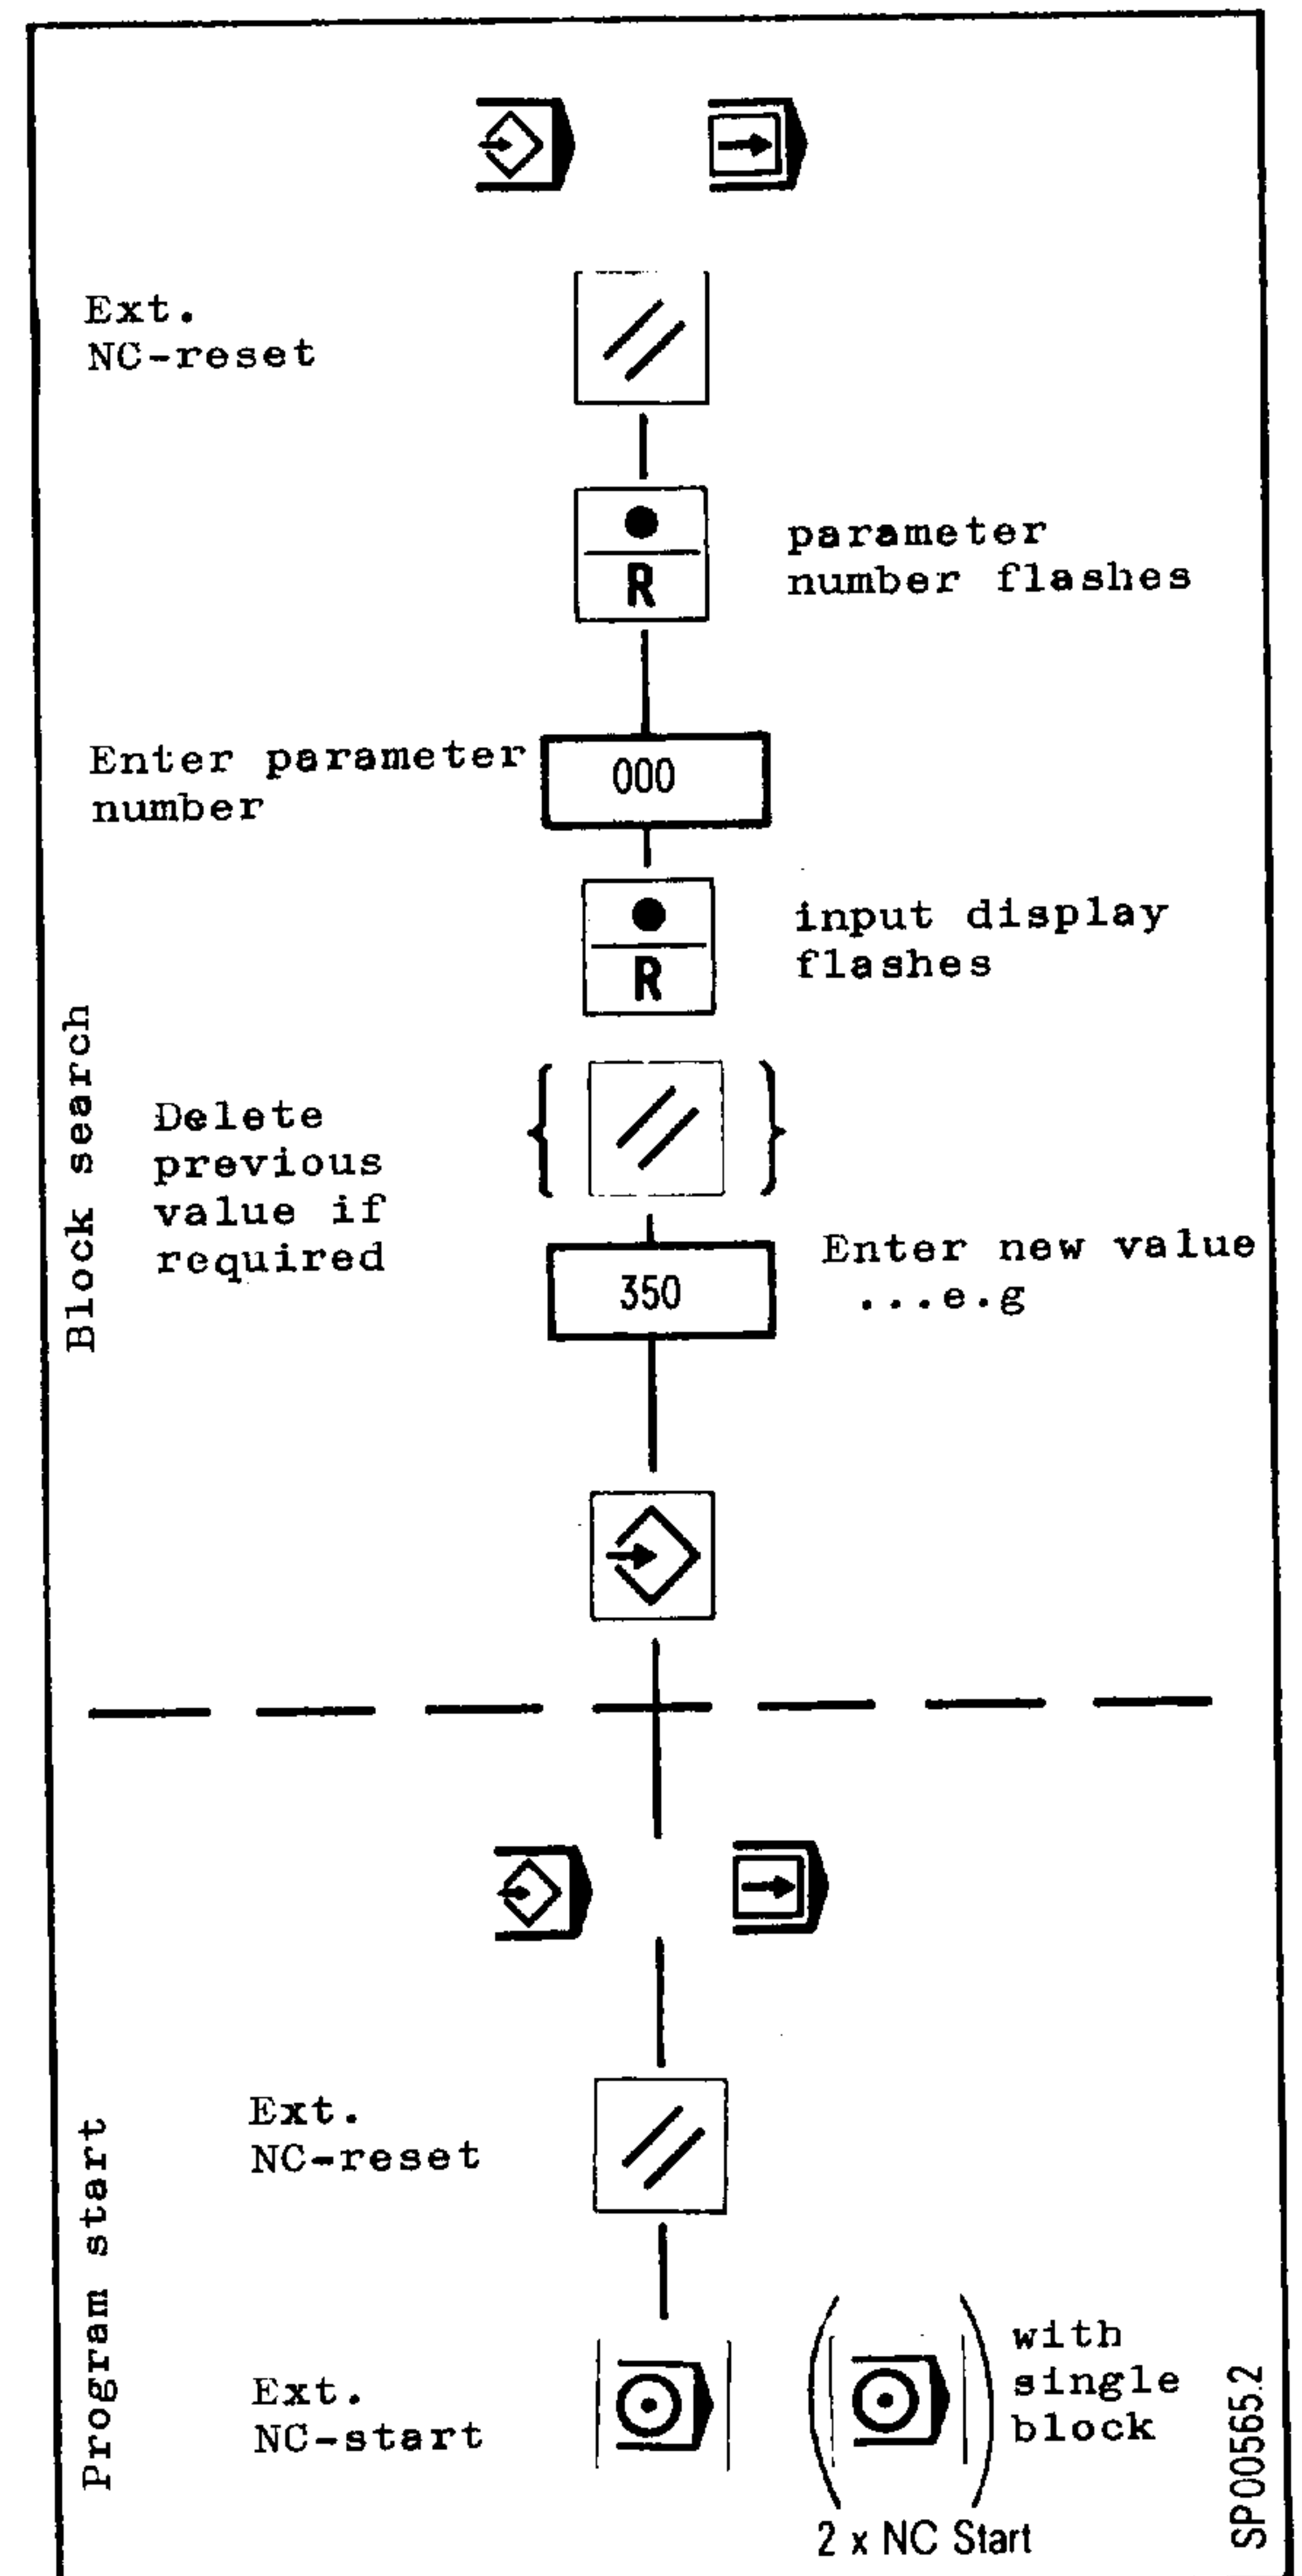 Ext.
NC-reset
R
parameter
number flashes
Enter parameter
number
000
R
input display
flashes
Block search
Delete
previous
value if
required
350
Enter new value
...e.g
Program start
Ext.
NC-reset
Ext.
NC-start
with
single
block
2 x NC Start
SP00565.2